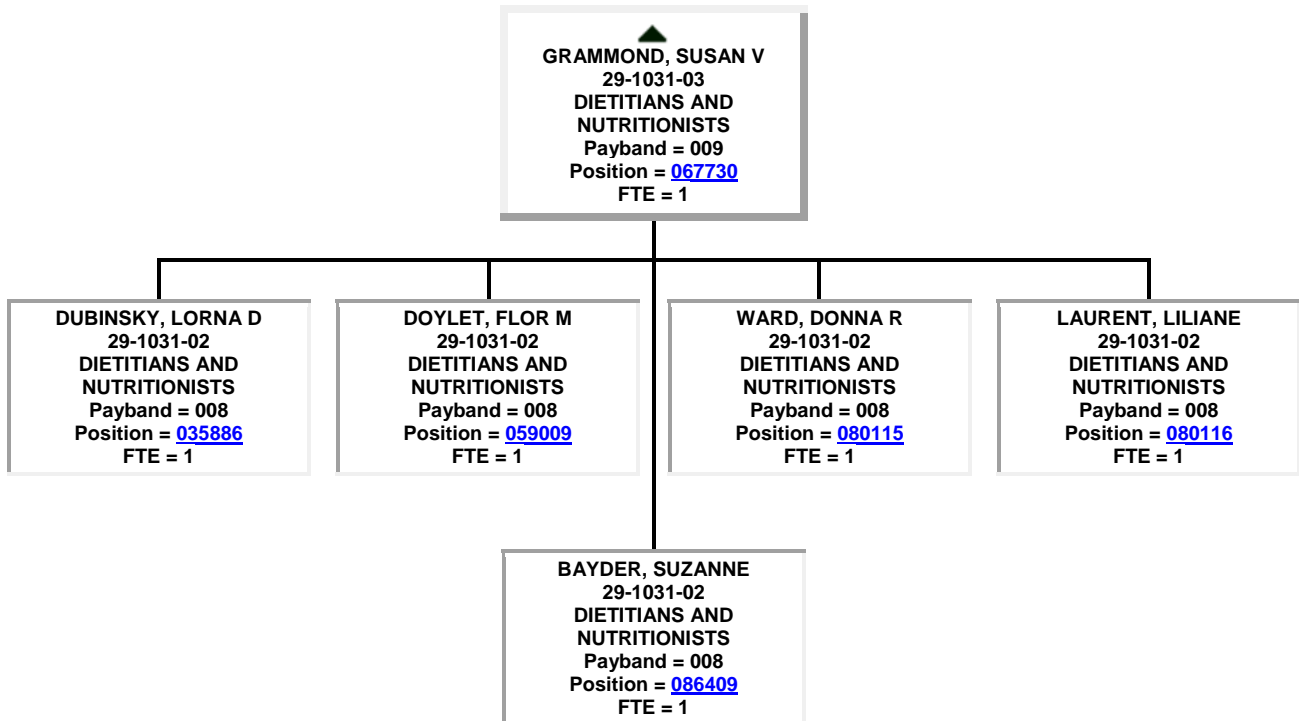 GRAMMOND, SUSAN V
29-1031-03
DIETITIANS AND
NUTRITIONISTS
Payband = 009
Position = 067730
FTE = 1
DUBINSKY, LORNA D
29-1031-02
DIETITIANS AND
NUTRITIONISTS
Payband = 008
Position = 035886
FTE = 1
DOYLET, FLOR M
29-1031-02
DIETITIANS AND
NUTRITIONISTS
Payband = 008
Position = 059009
FTE = 1
WARD, DONNA R
29-1031-02
DIETITIANS AND
NUTRITIONISTS
Payband = 008
Position = 080115
FTE = 1
LAURENT, LILIANE
29-1031-02
DIETITIANS AND
NUTRITIONISTS
Payband = 008
Position = 080116
FTE = 1
BAYDER, SUZANNE
29-1031-02
DIETITIANS AND
NUTRITIONISTS
Payband = 008
Position = 086409
FTE = 1